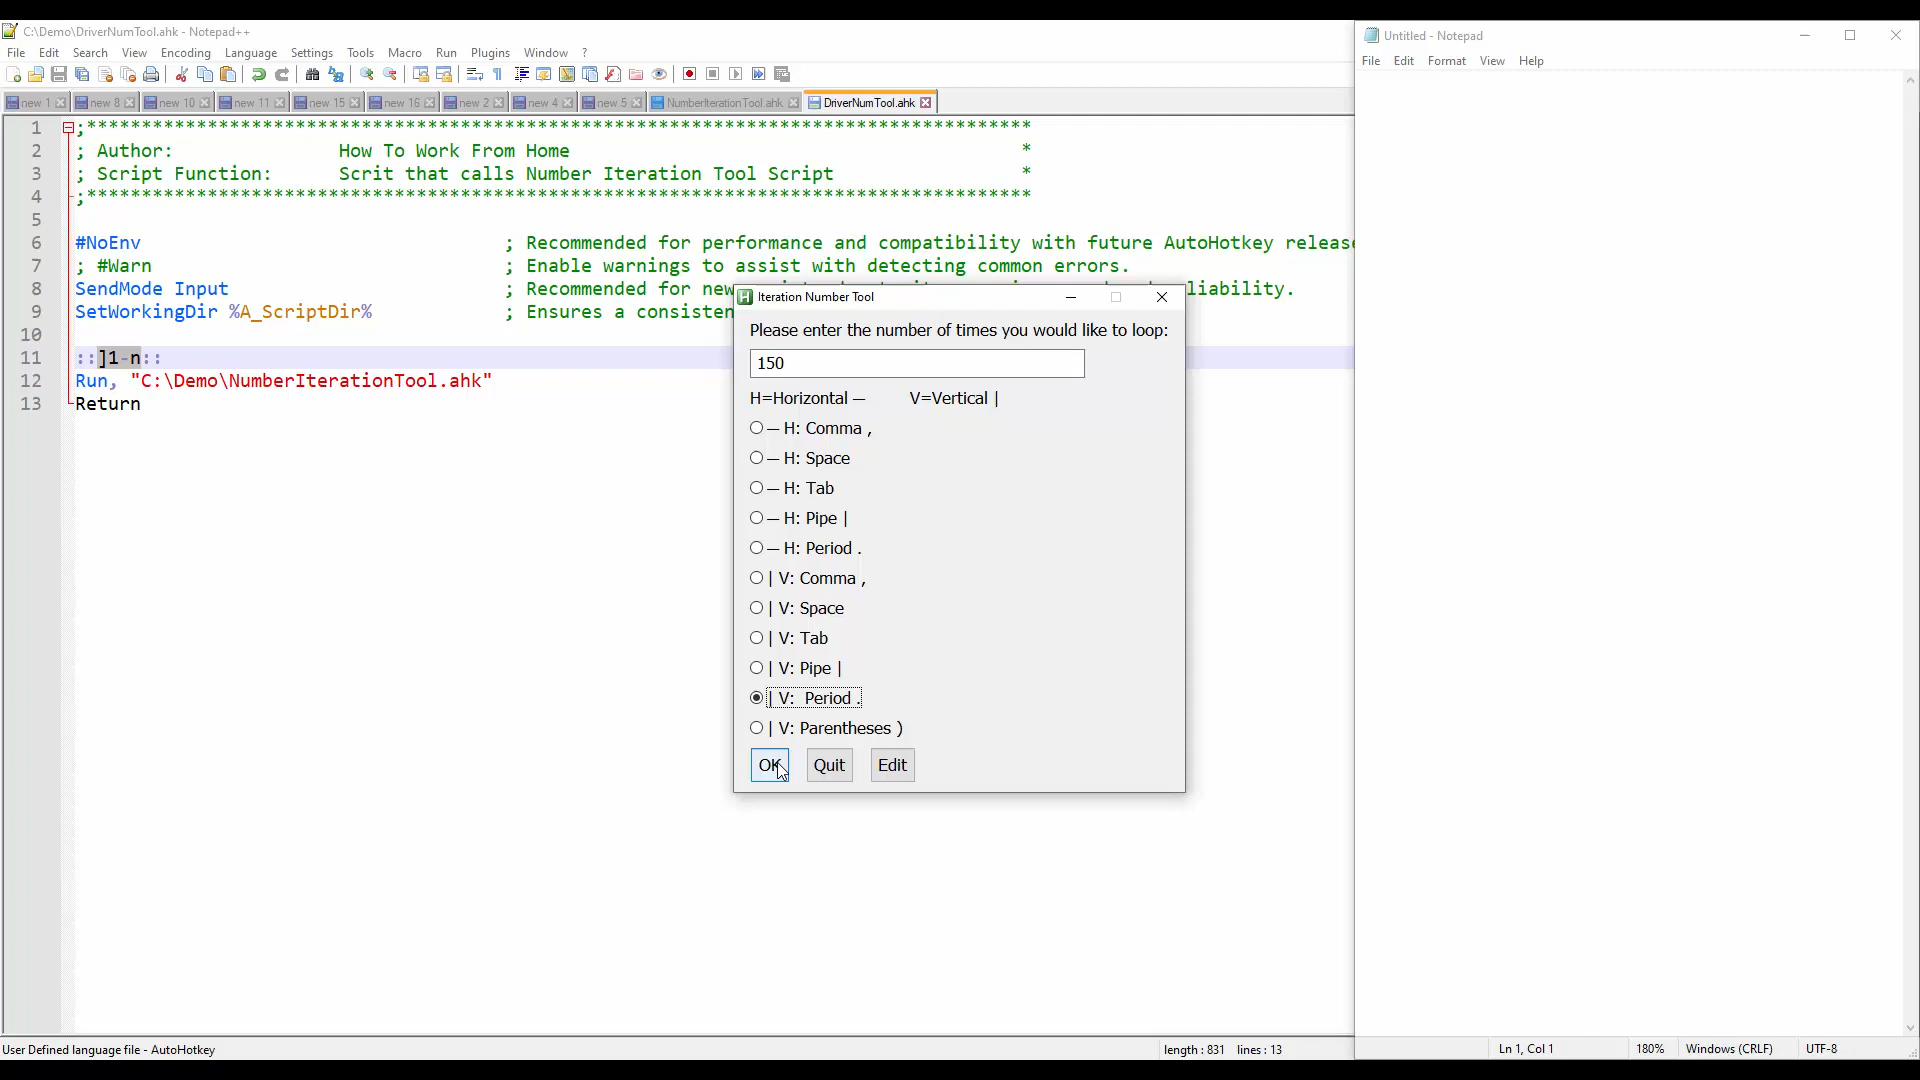 C:\Demo\DriverNumTool.ahk - Notepad++
File Edit Search View Encoding Language Settings Tools Macro Run Plugins Window ?
new 1 new 8 new 10 new 11 new 15 new 16 new 2 new 4 new 5 NumberIterationTool.ahk DriverNumTool.ahk
1 ;**************************************************************************************
2 ; Author: How To Work From Home *
3 ; Script Function: Scrit that calls Number Iteration Tool Script *
4 ;**************************************************************************************
5
6 #NoEnv ; Recommended for performance and compatibility with future AutoHotkey release
7 ; #Warn ; Enable warnings to assist with detecting common errors.
8 SendMode Input ; Recommended for new liability.
9 SetWorkingDir %A_ScriptDir% ; Ensures a consisten
10
11 ::]1-n::
12 Run, "C:\Demo\NumberIterationTool.ahk"
13 Return
Iteration Number Tool
Please enter the number of times you would like to loop:
150
H=Horizontal — V=Vertical |
— H: Comma ,
— H: Space
— H: Tab
— H: Pipe |
— H: Period .
| V: Comma ,
| V: Space
| V: Tab
| V: Pipe |
| V: Period .
| V: Parentheses )
OK Quit Edit
User Defined language file - AutoHotkey length : 831 lines : 13
Untitled - Notepad
File Edit Format View Help
Ln 1, Col 1 180% Windows (CRLF) UTF-8